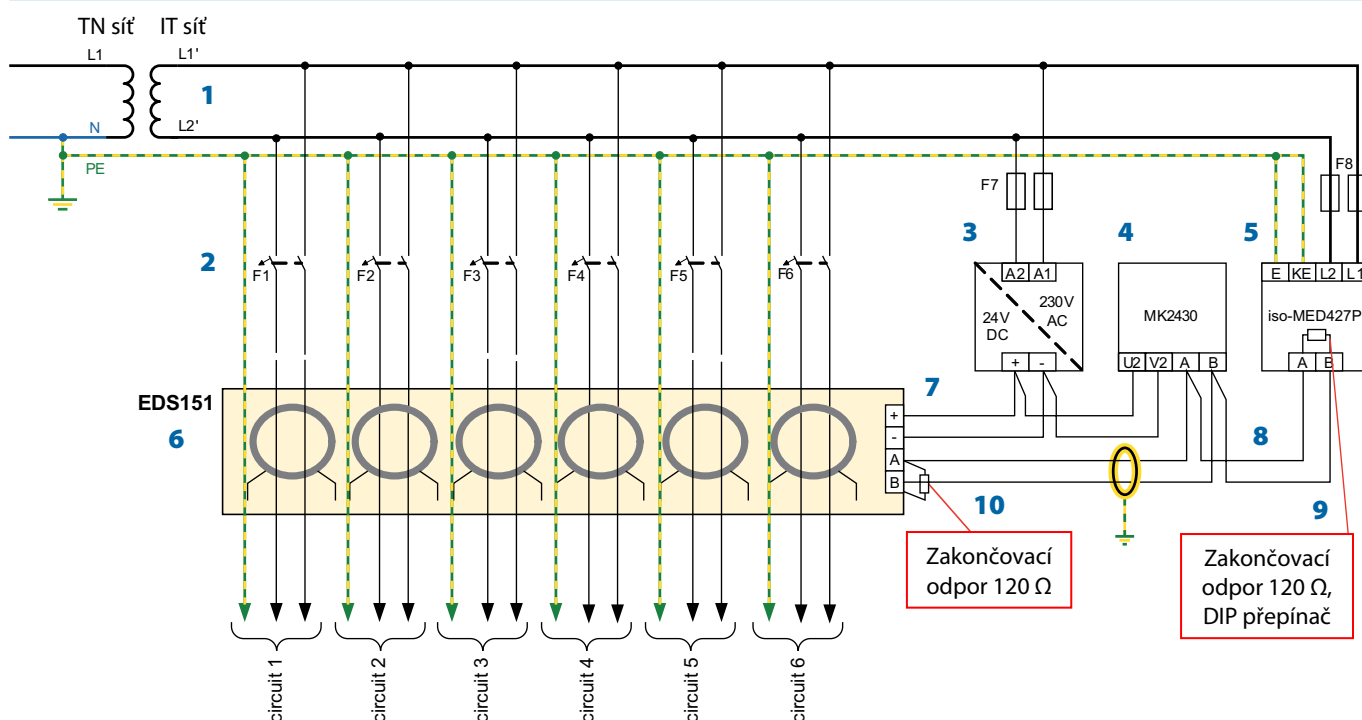 TN síť IT síť
L1 L1'
1
N L2'
PE
F7 F8
2 3 4 5
F1 F2 F3 F4 F5 F6
A2 A1 E KE L2 L1
24V DC
230V AC
MK2430
iso-MED427P
+ - U2 V2 A B A B
EDS151
6
7
+
-
A
B
8
10
9
Zakončovací
odpor 120 Ω
Zakončovací
odpor 120 Ω,
DIP přepínač
circuit 1
circuit 2
circuit 3
circuit 4
circuit 5
circuit 6